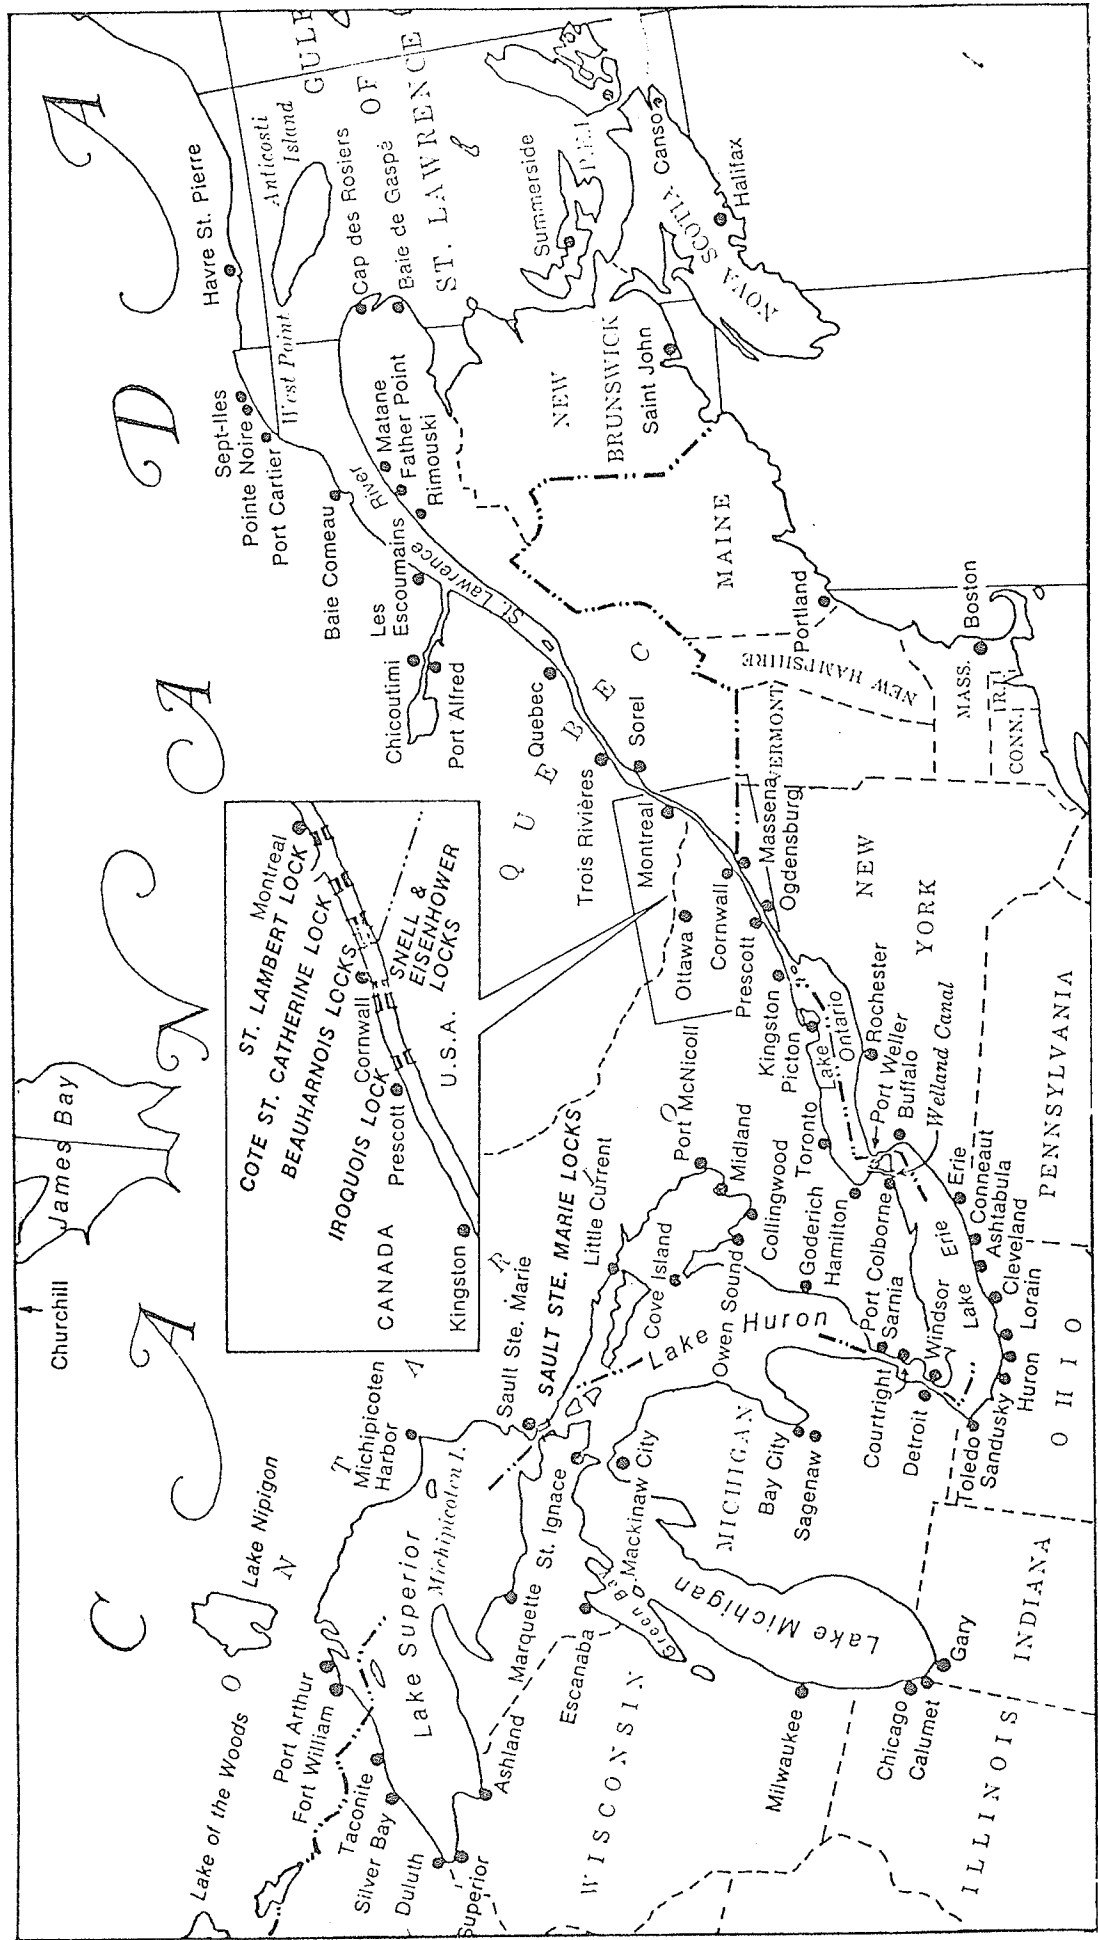 C A N A D A
Churchill
James Bay
Lake of the Woods
Lake Nipigon
O N T A R
Port Arthur
Fort William
Taconite
Silver Bay
Duluth
Superior
Ashland
Lake Superior
Michipicoten I.
Michipicoten
Harbor
Marquette
Sault Ste. Marie
SAULT STE. MARIE LOCKS
St. Ignace
Mackinaw City
Escanaba
Green Bay
WISCONSIN
Lake Michigan
MICHIGAN
Milwaukee
Chicago
Calumet
Gary
ILLINOIS
INDIANA
OHIO
Little Current
Cove Island
Lake Huron
Owen Sound
Port McNicoll
Midland
Collingwood
Goderich
Bay City
Sagenaw
Port Colborne
Sarnia
Courtright
Windsor
Detroit
Toledo
Sandusky
Huron
Lorain
Cleveland
Ashtabula
Conneaut
Erie
Lake Erie
Hamilton
Toronto
Port Weller
Buffalo
Welland Canal
Rochester
Lake
Ontario
Picton
Kingston
Prescott
Cornwall
Ottawa
Ogdensburg
Massena
Montreal
PENNSYLVANIA
NEW
YORK
VERMONT
NEW HAMPSHIRE
MASS.
CONN.
R.I.
Boston
Portland
MAINE
QUEBEC
Sorel
Trois Rivières
Quebec
St. Lawrence
River
Chicoutimi
Port Alfred
Les
Escoumains
Baie Comeau
Rimouski
Father Point
Matane
Sept-Iles
Pointe Noire
Port Cartier
West Point
Havre St. Pierre
Anticosti
Island
GULF
OF
ST. LAWRENCE
Cap des Rosiers
Baie de Gaspé
NEW
BRUNSWICK
Saint John
Summerside
P.E.I
NOVA SCOTIA
Canso
Halifax
Montreal
ST. LAMBERT LOCK
COTE ST. CATHERINE LOCK
BEAUHARNOIS LOCKS
Cornwall
SNELL &
EISENHOWER
LOCKS
IROQUOIS LOCK
Prescott
U.S.A.
CANADA
Kingston